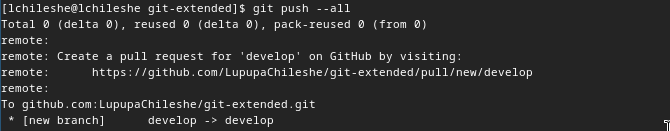 [lchileshe@lchileshe git-extended]$ git push --all
Total 0 (delta 0), reused 0 (delta 0), pack-reused 0 (from 0)
remote:
remote: Create a pull request for 'develop' on GitHub by visiting:
remote:      https://github.com/LupupaChileshe/git-extended/pull/new/develop
remote:
To github.com:LupupaChileshe/git-extended.git
 * [new branch]      develop -> develop